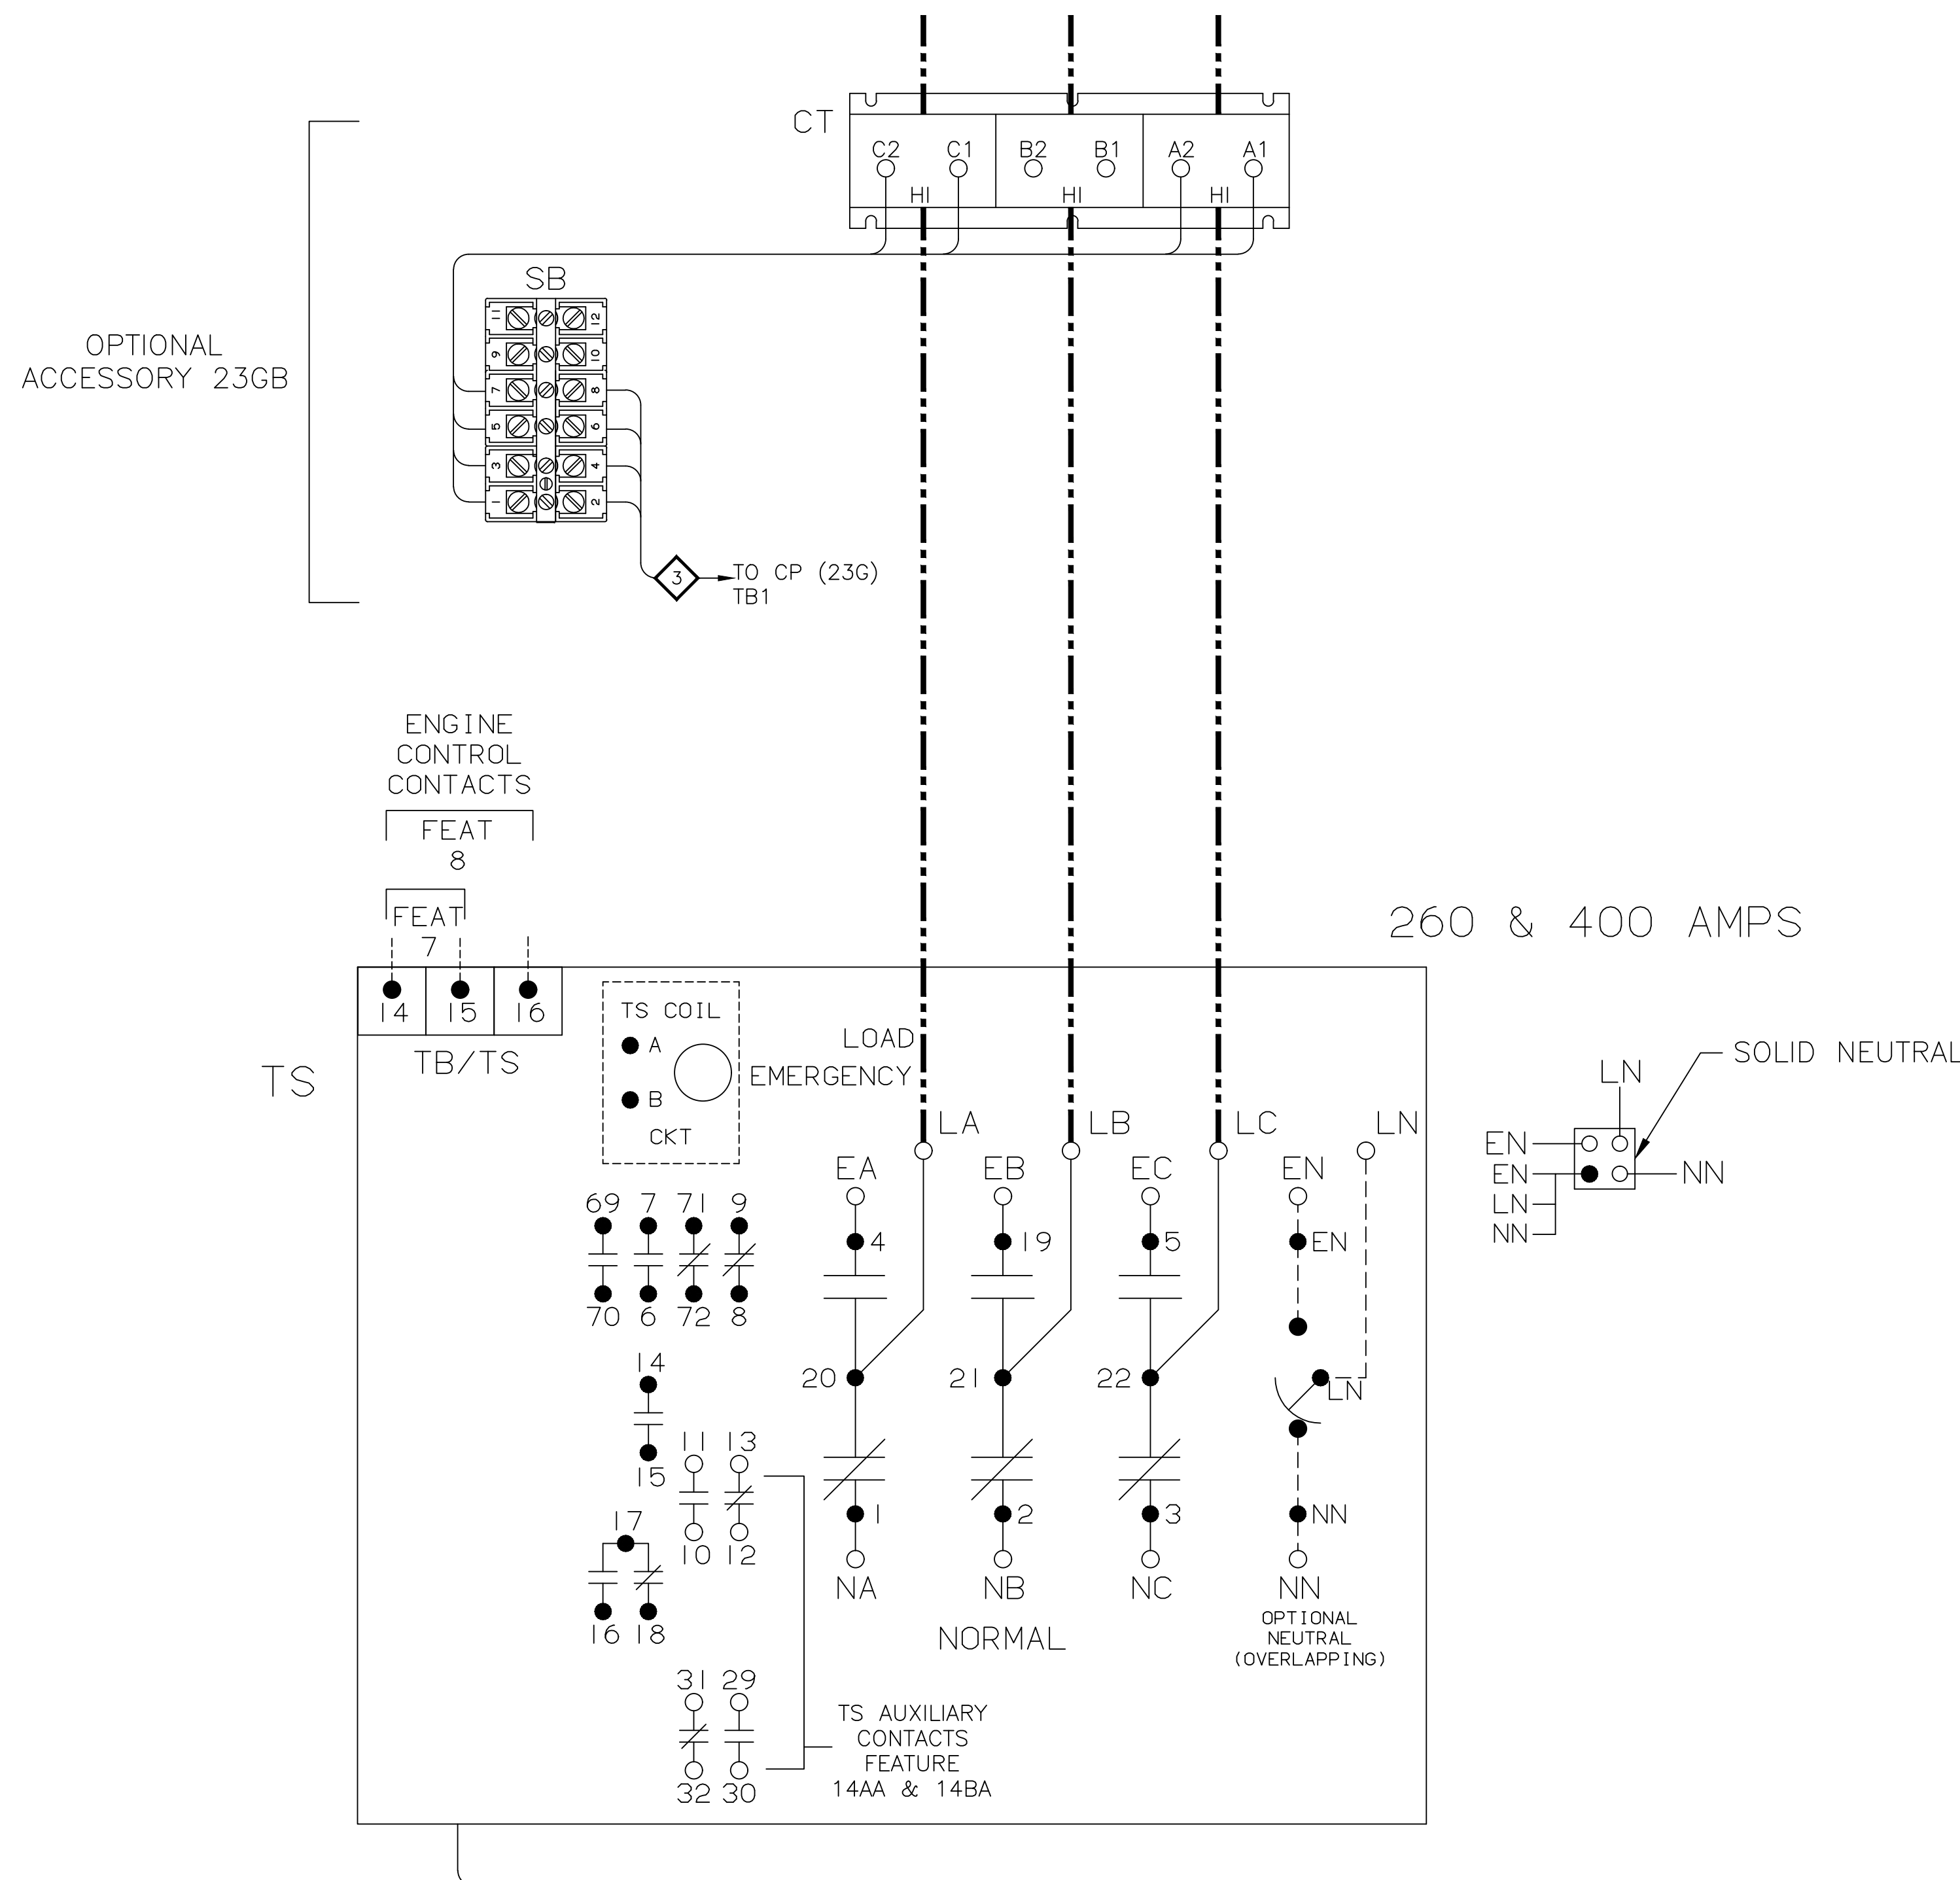 CT
C2 C1 B2 B1 A2 A1
HI HI HI
SB
11 12
9 10
7 8
5 6
3 4
1 2
OPTIONAL
ACCESSORY 23GB
3
TO CP (23G)
TB1
ENGINE
CONTROL
CONTACTS
FEAT
8
FEAT
7
260 & 400 AMPS
14 15 16
TB/TS
TS
TS COIL
A
B
CKT
LOAD
EMERGENCY
LA LB LC LN
EA EB EC EN
4 19 5 EN
69 7 71 9
70 6 72 8
20 21 22 LN
14
15
11 13
10 12
17
16 18
1 2 3 NN
NA NB NC NN
NORMAL
OPTIONAL
NEUTRAL
(OVERLAPPING)
31 29
32 30
TS AUXILIARY
CONTACTS
FEATURE
14AA & 14BA
SOLID NEUTRAL
LN
EN
EN NN
LN
NN